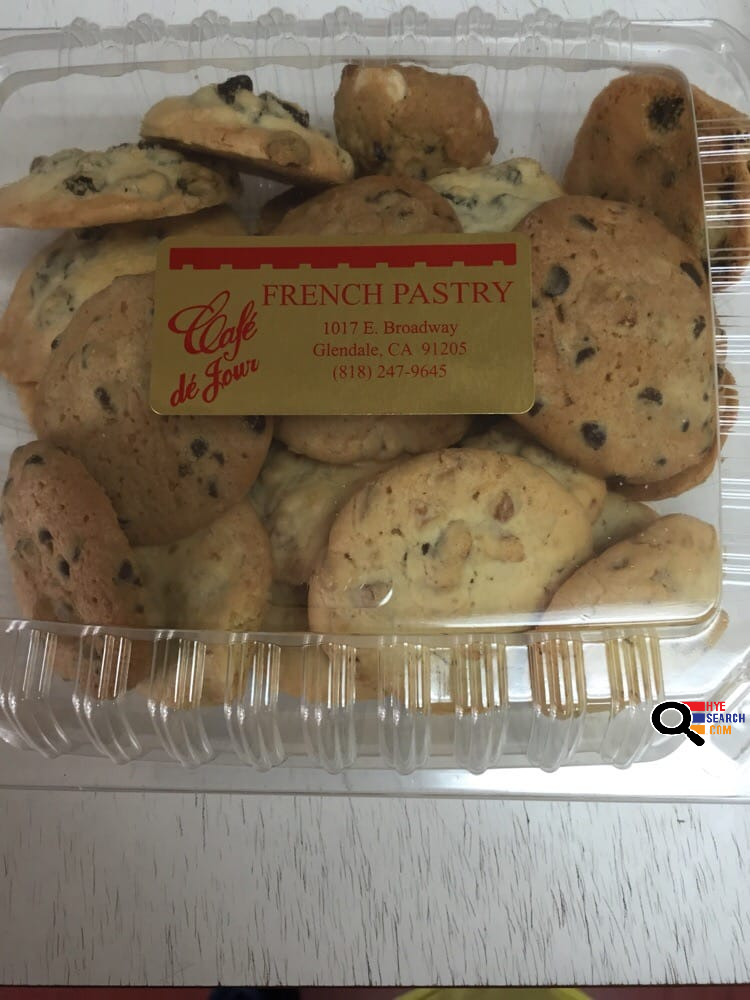 FRENCH PASTRY
Café
dé Jour
1017 E. Broadway
Glendale, CA 91205
(818) 247-9645
HYE
SEARCH
.COM